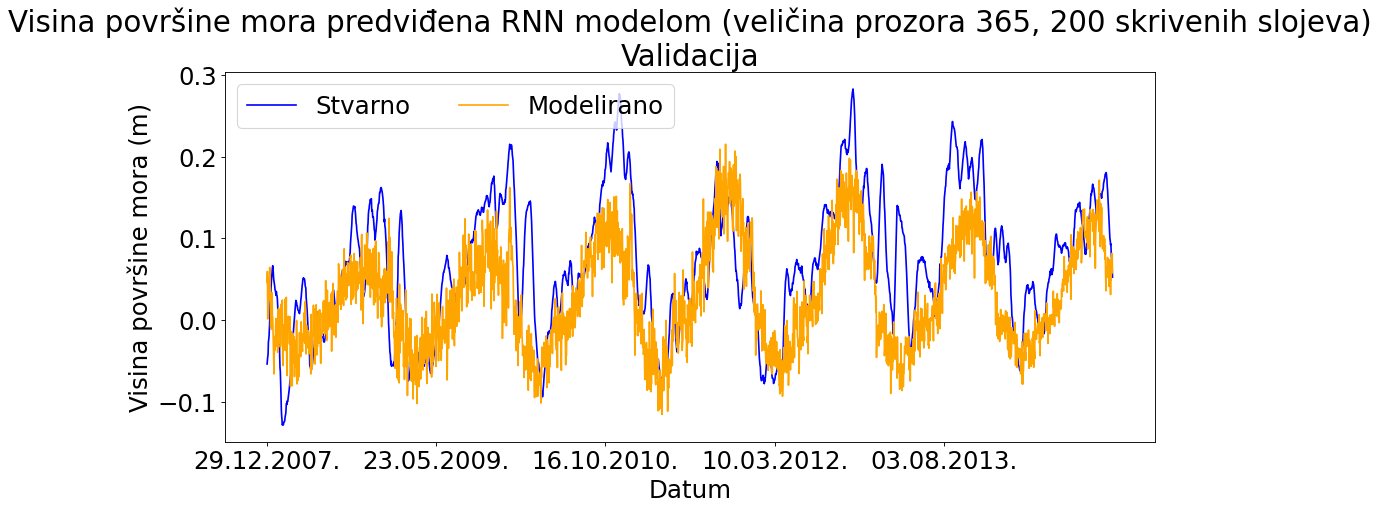 Visina površine mora predviđena RNN modelom (veličina prozora 365, 200 skrivenih slojeva)
Validacija
Stvarno
Modelirano
Visina površine mora (m)
0.3
0.2
0.1
0.0
−0.1
29.12.2007.
23.05.2009.
16.10.2010.
10.03.2012.
03.08.2013.
Datum